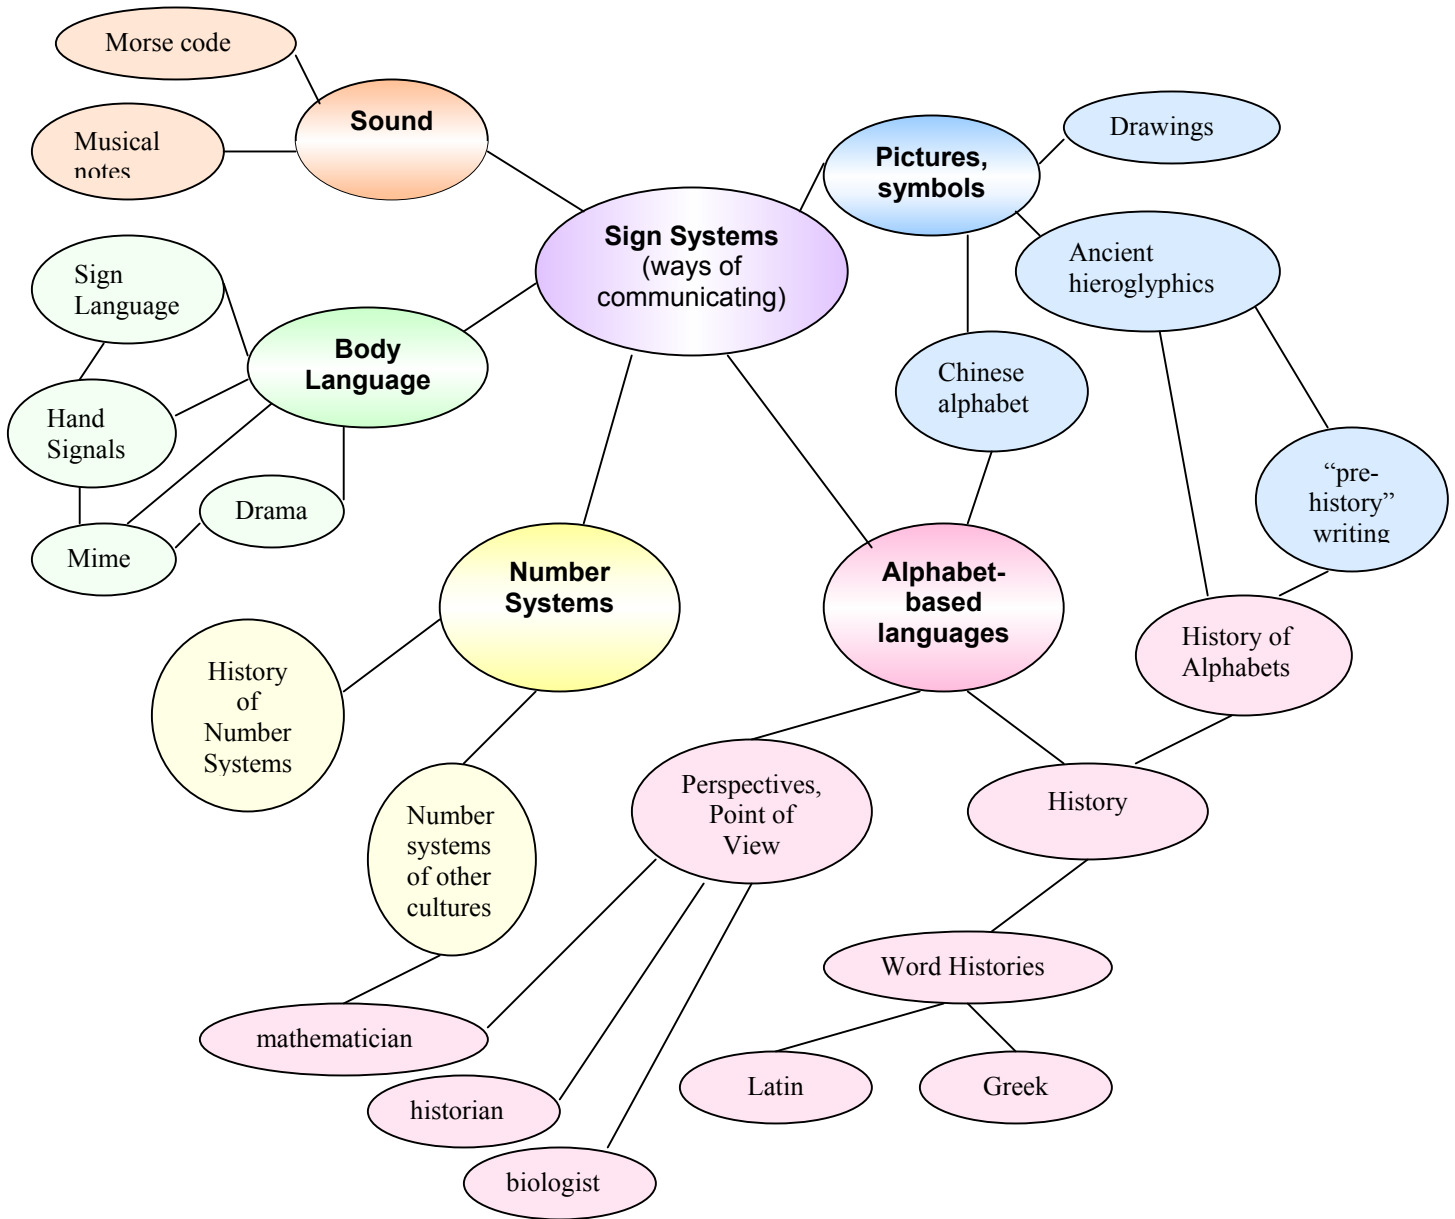 Morse code
Sound
Musical
notes
Drawings
Pictures,
symbols
Sign Systems
(ways of
communicating)
Ancient
hieroglyphics
Sign
Language
Body
Language
Chinese
alphabet
Hand
Signals
“pre-
history”
writing
Drama
Mime
Number
Systems
Alphabet-
based
languages
History of
Alphabets
History
of
Number
Systems
Perspectives,
Point of
View
History
Number
systems
of other
cultures
Word Histories
mathematician
Latin
Greek
historian
biologist